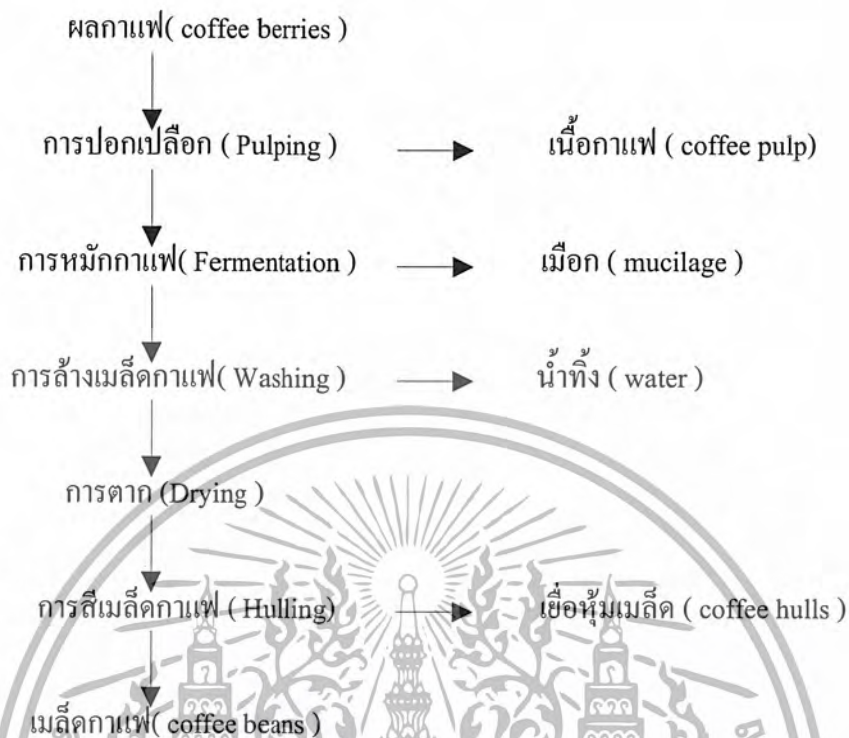 ผลกาแฟ( coffee berries )
การปอกเปลือก ( Pulping ) เนื้อกาแฟ ( coffee pulp)
การหมักกาแฟ( Fermentation ) เมือก ( mucilage )
การล้างเมล็ดกาแฟ( Washing ) น้ำทิ้ง ( water )
การตาก (Drying )
การสีเมล็ดกาแฟ ( Hulling) เยื่อหุ้มเมล็ด ( coffee hulls )
เมล็ดกาแฟ( coffee beans )